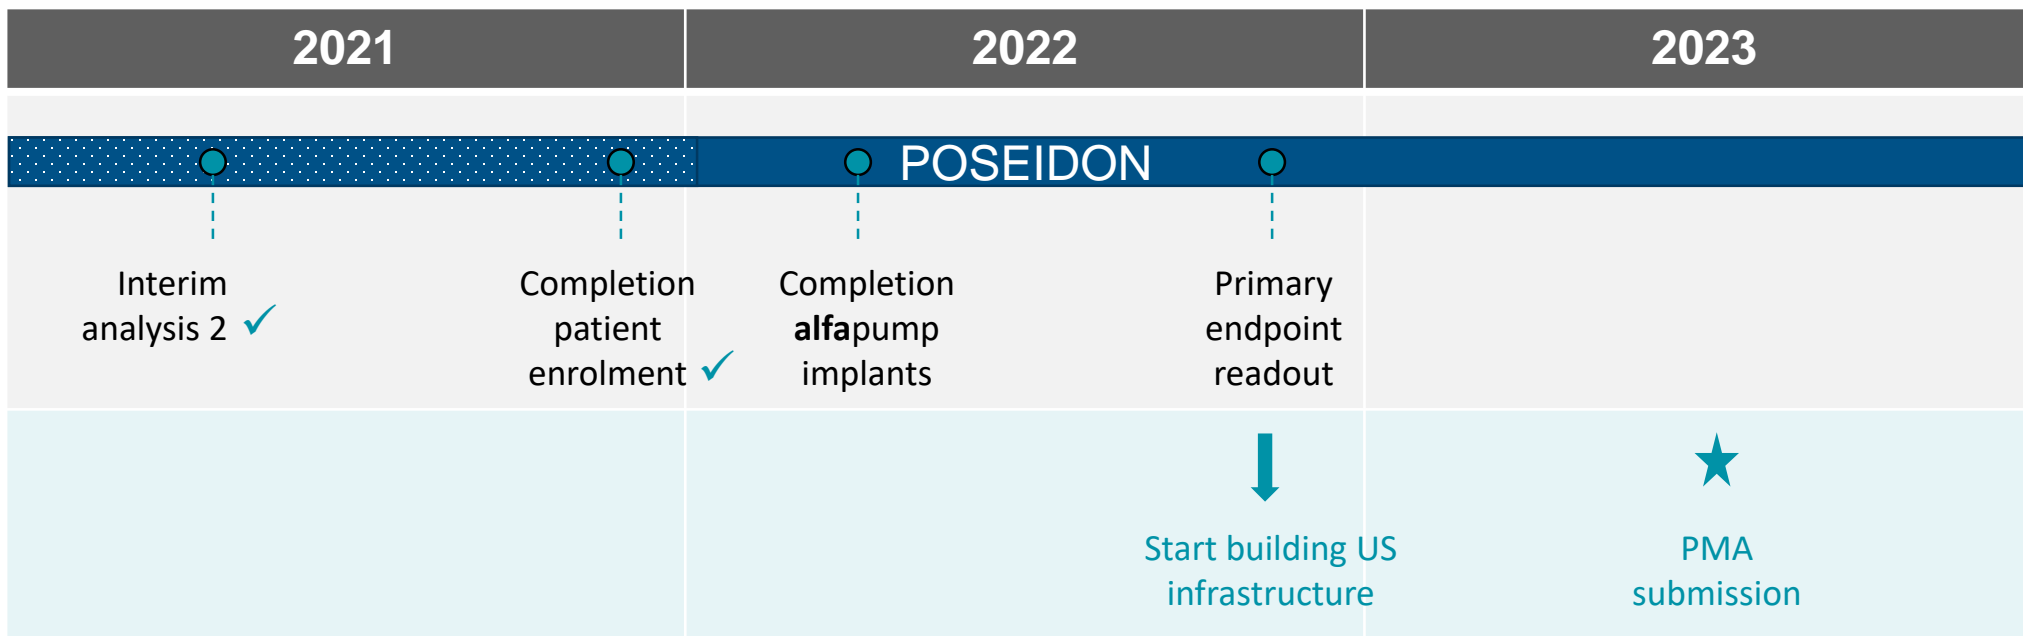 2021
2022
2023
POSEIDON
Interim
analysis 2
Completion
patient
enrolment
Completion
alfapump
implants
Primary
endpoint
readout
Start building US
infrastructure
PMA
submission